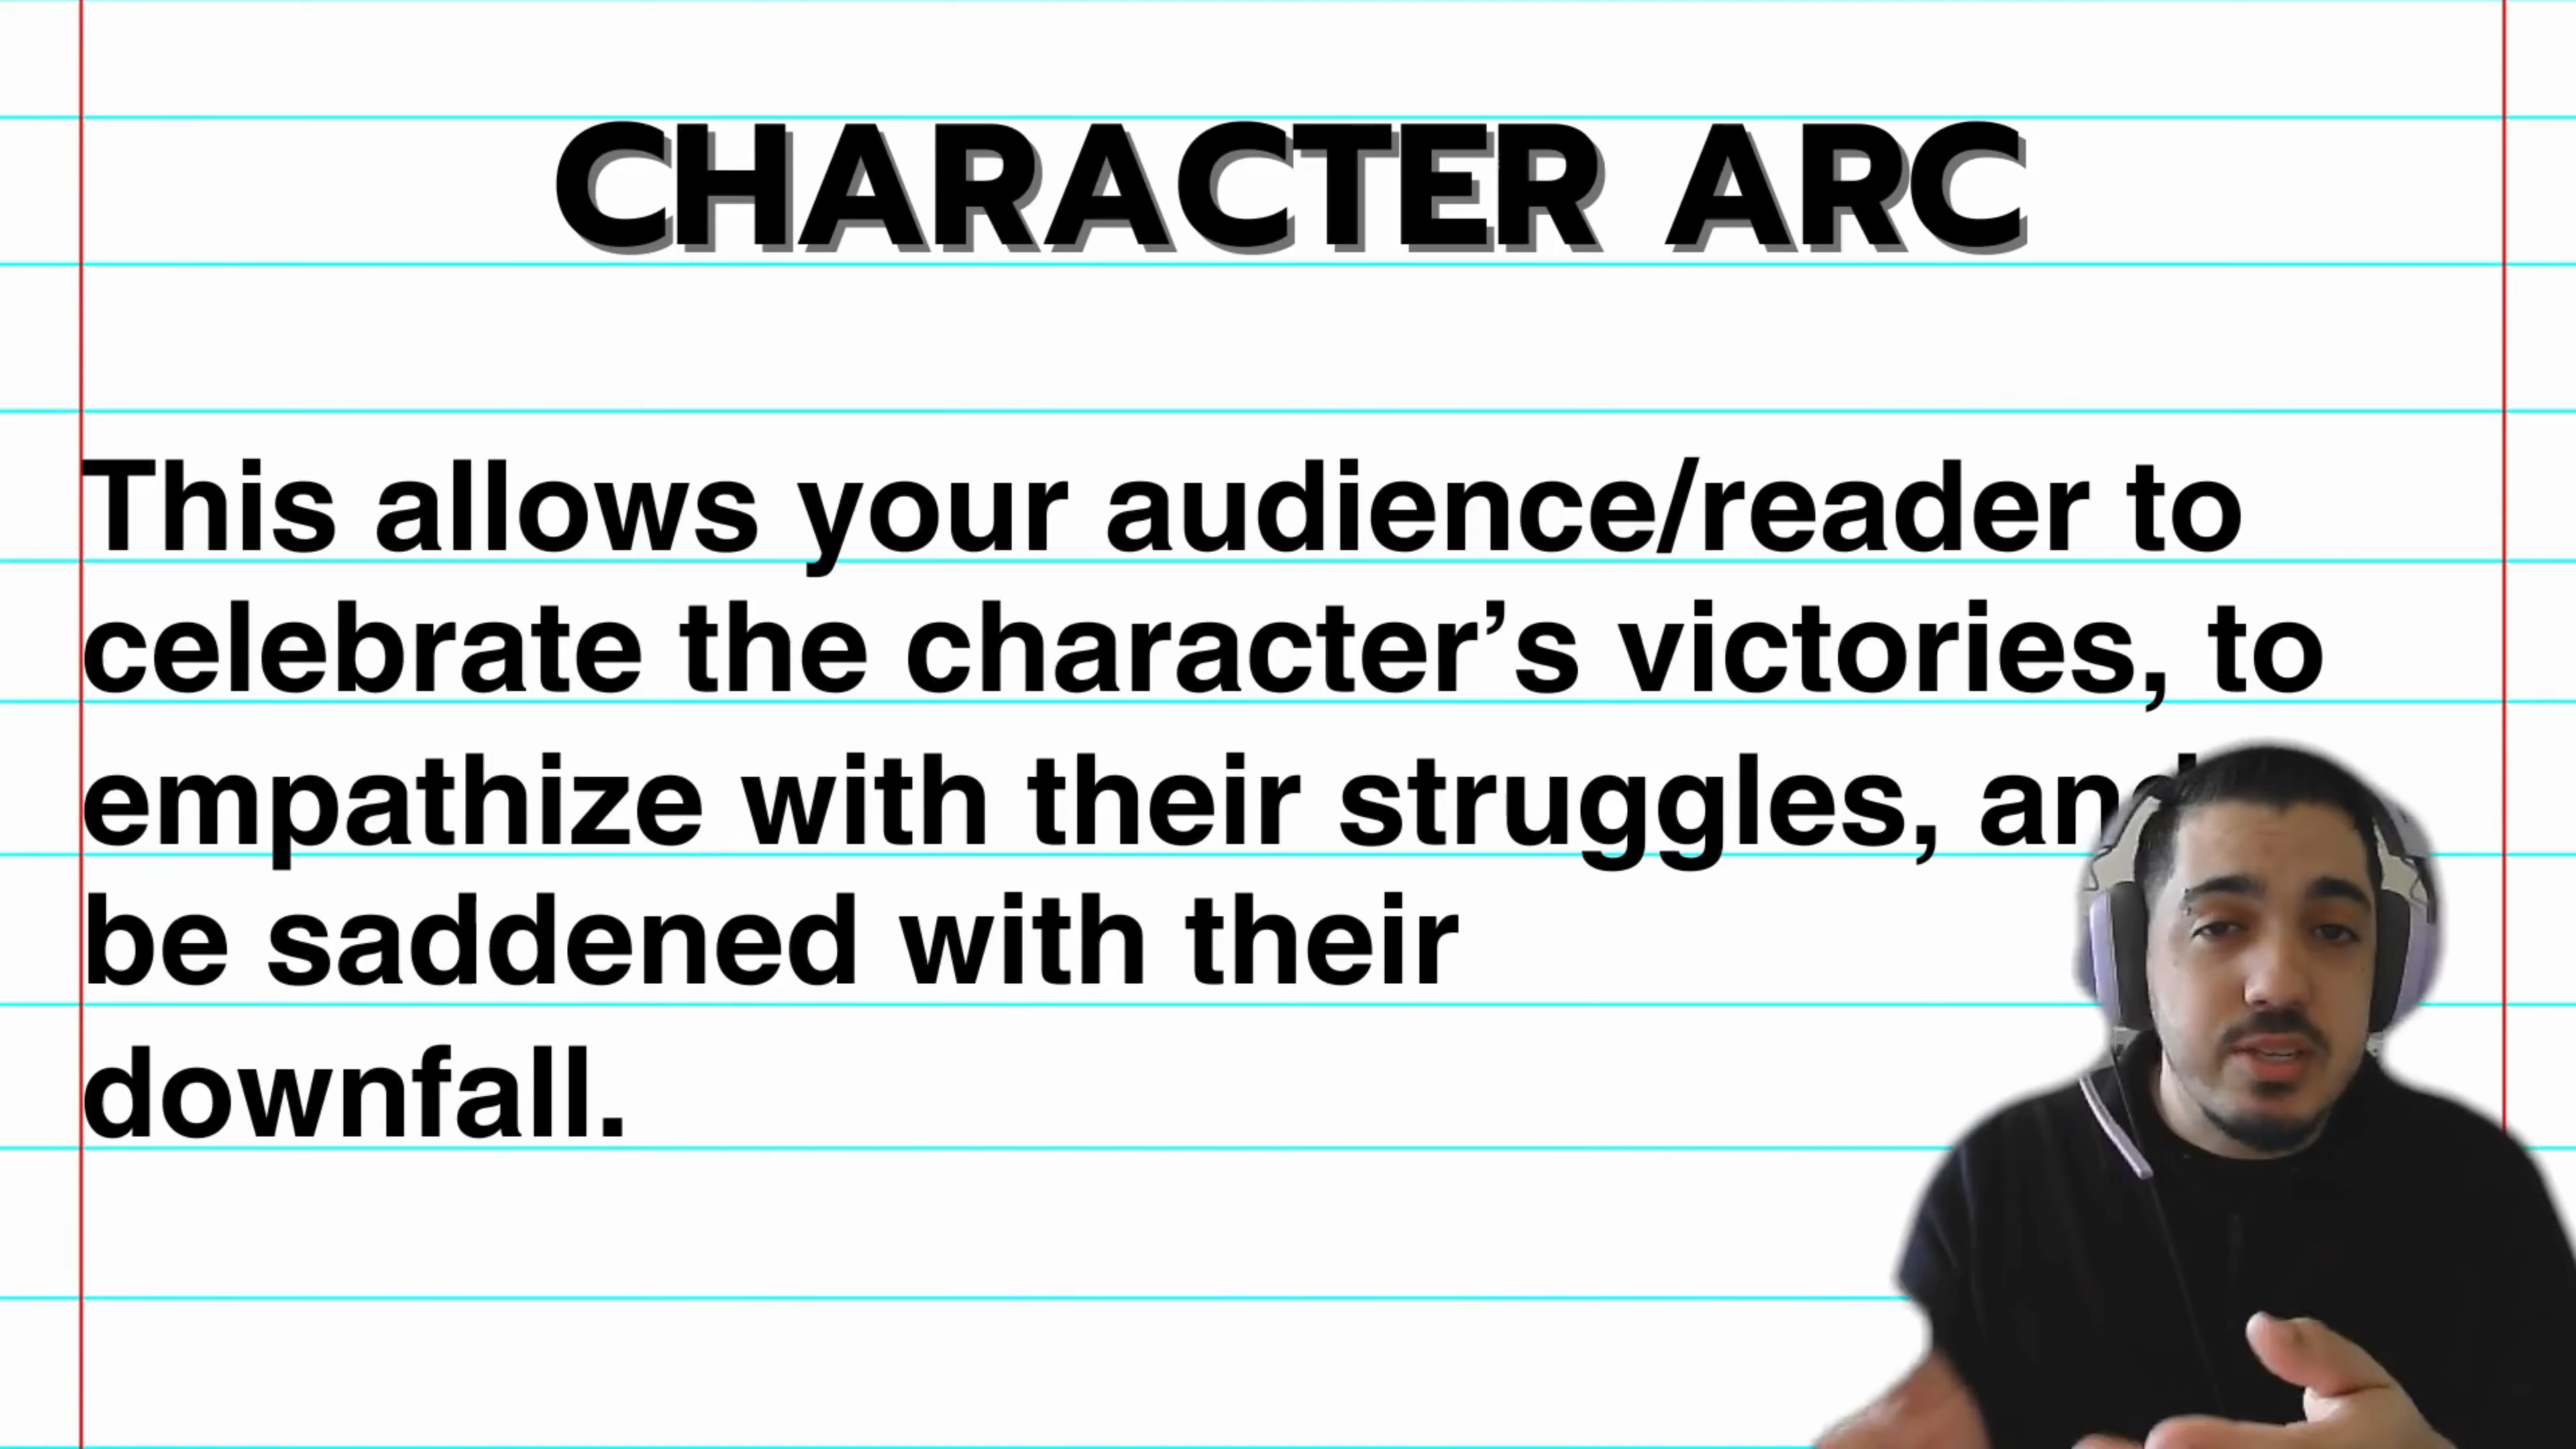 CHARACTER ARC
This allows your audience/reader to
celebrate the character’s victories, to
empathize with their struggles, and
be saddened with their
downfall.